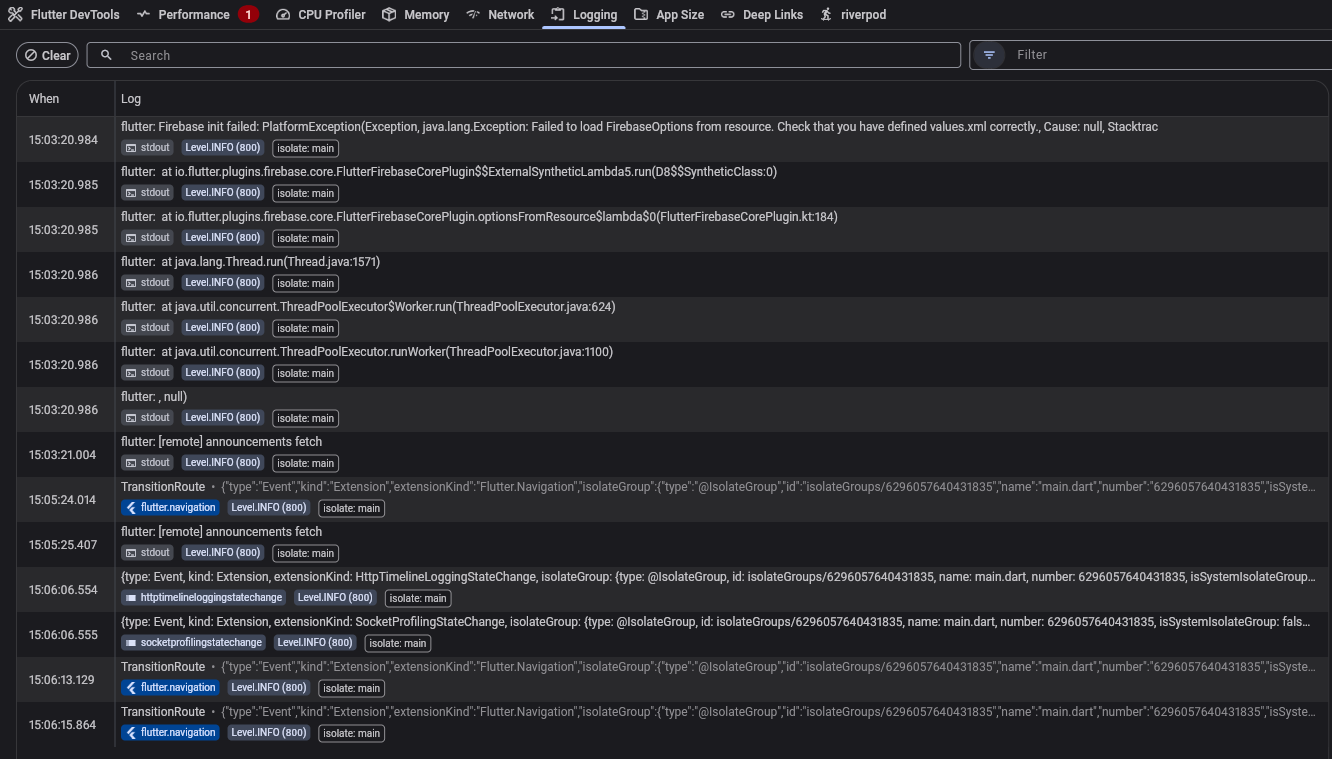 Flutter DevTools Performance 1 CPU Profiler Memory Network Logging App Size Deep Links riverpod
Clear Search Filter
When Log
15:03:20.984 flutter: Firebase init failed: PlatformException(Exception, java.lang.Exception: Failed to load FirebaseOptions from resource. Check that you have defined values.xml correctly., Cause: null, Stacktrac
stdout Level.INFO (800) isolate: main
15:03:20.985 flutter:  at io.flutter.plugins.firebase.core.FlutterFirebaseCorePlugin$$ExternalSyntheticLambda5.run(D8$$SyntheticClass:0)
stdout Level.INFO (800) isolate: main
15:03:20.985 flutter:  at io.flutter.plugins.firebase.core.FlutterFirebaseCorePlugin.optionsFromResource$lambda$0(FlutterFirebaseCorePlugin.kt:184)
stdout Level.INFO (800) isolate: main
15:03:20.986 flutter:  at java.lang.Thread.run(Thread.java:1571)
stdout Level.INFO (800) isolate: main
15:03:20.986 flutter:  at java.util.concurrent.ThreadPoolExecutor$Worker.run(ThreadPoolExecutor.java:624)
stdout Level.INFO (800) isolate: main
15:03:20.986 flutter:  at java.util.concurrent.ThreadPoolExecutor.runWorker(ThreadPoolExecutor.java:1100)
stdout Level.INFO (800) isolate: main
15:03:20.986 flutter: , null)
stdout Level.INFO (800) isolate: main
15:03:21.004 flutter: [remote] announcements fetch
stdout Level.INFO (800) isolate: main
15:05:24.014 TransitionRoute • {"type":"Event","kind":"Extension","extensionKind":"Flutter.Navigation","isolateGroup":{"type":"@IsolateGroup","id":"isolateGroups/6296057640431835","name":"main.dart","number":"6296057640431835","isSyste...
flutter.navigation Level.INFO (800) isolate: main
15:05:25.407 flutter: [remote] announcements fetch
stdout Level.INFO (800) isolate: main
15:06:06.554 {type: Event, kind: Extension, extensionKind: HttpTimelineLoggingStateChange, isolateGroup: {type: @IsolateGroup, id: isolateGroups/6296057640431835, name: main.dart, number: 6296057640431835, isSystemIsolateGroup...
httptimelineloggingstatechange Level.INFO (800) isolate: main
15:06:06.555 {type: Event, kind: Extension, extensionKind: SocketProfilingStateChange, isolateGroup: {type: @IsolateGroup, id: isolateGroups/6296057640431835, name: main.dart, number: 6296057640431835, isSystemIsolateGroup: fals...
socketprofilingstatechange Level.INFO (800) isolate: main
15:06:13.129 TransitionRoute • {"type":"Event","kind":"Extension","extensionKind":"Flutter.Navigation","isolateGroup":{"type":"@IsolateGroup","id":"isolateGroups/6296057640431835","name":"main.dart","number":"6296057640431835","isSyste...
flutter.navigation Level.INFO (800) isolate: main
15:06:15.864 TransitionRoute • {"type":"Event","kind":"Extension","extensionKind":"Flutter.Navigation","isolateGroup":{"type":"@IsolateGroup","id":"isolateGroups/6296057640431835","name":"main.dart","number":"6296057640431835","isSyste...
flutter.navigation Level.INFO (800) isolate: main